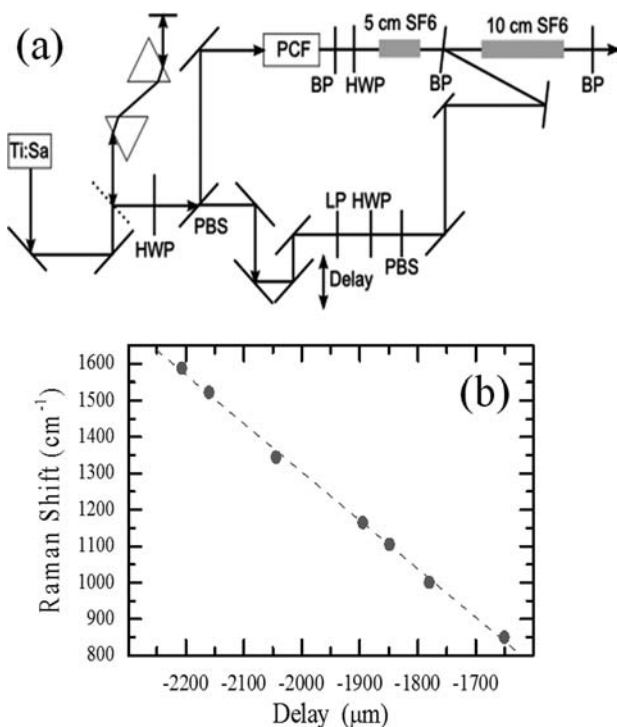 (a)
5 cm SF6 10 cm SF6
PCF
BP HWP BP BP
Ti:Sa
HWP PBS
LP HWP
PBS
Delay
(b)
1600
1500
1400
1300
1200
1100
1000
900
800
Raman Shift (cm-1)
-2200 -2100 -2000 -1900 -1800 -1700
Delay (μm)